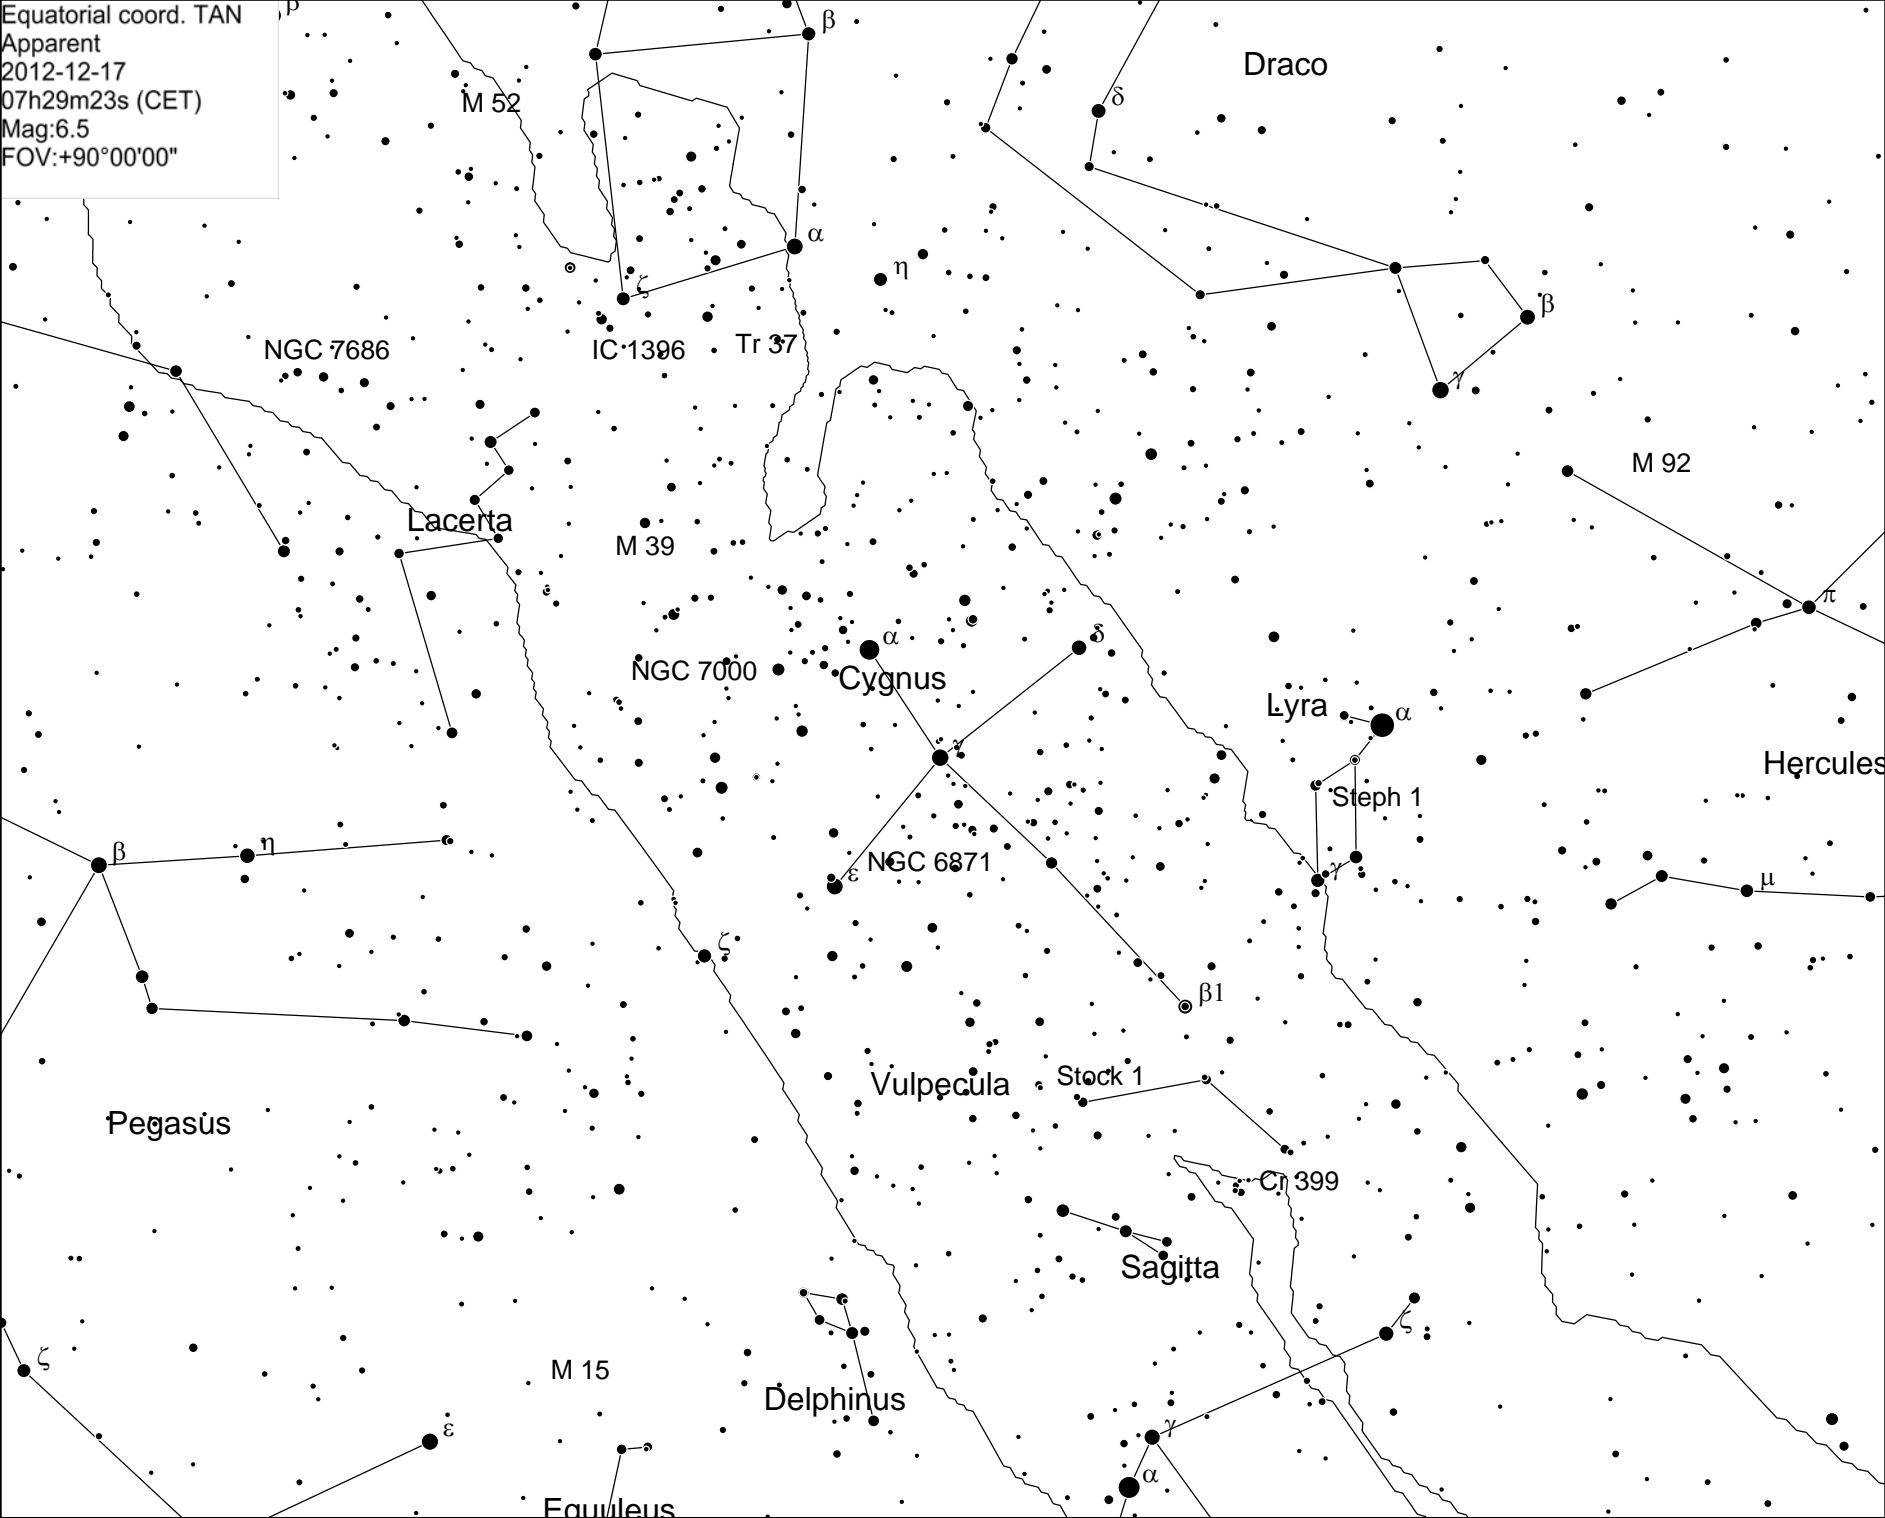 Equatorial coord. TAN
Apparent
2012-12-17
07h29m23s (CET)
Mag:6.5
FOV:+90°00'00"
β
β
Draco
M 52
δ
α
η
ζ
β
NGC 7686
IC 1396
Tr 37
γ
M 92
Lacerta
M 39
π
α
δ
NGC 7000
Cygnus
Lyra
α
γ
Hercules
Steph 1
β
η
NGC 6871
ε
γ
μ
ζ
β1
Vulpecula
Stock 1
Pegasus
Cr 399
Sagitta
ζ
ζ
M 15
Delphinus
ε
γ
α
Equuleus